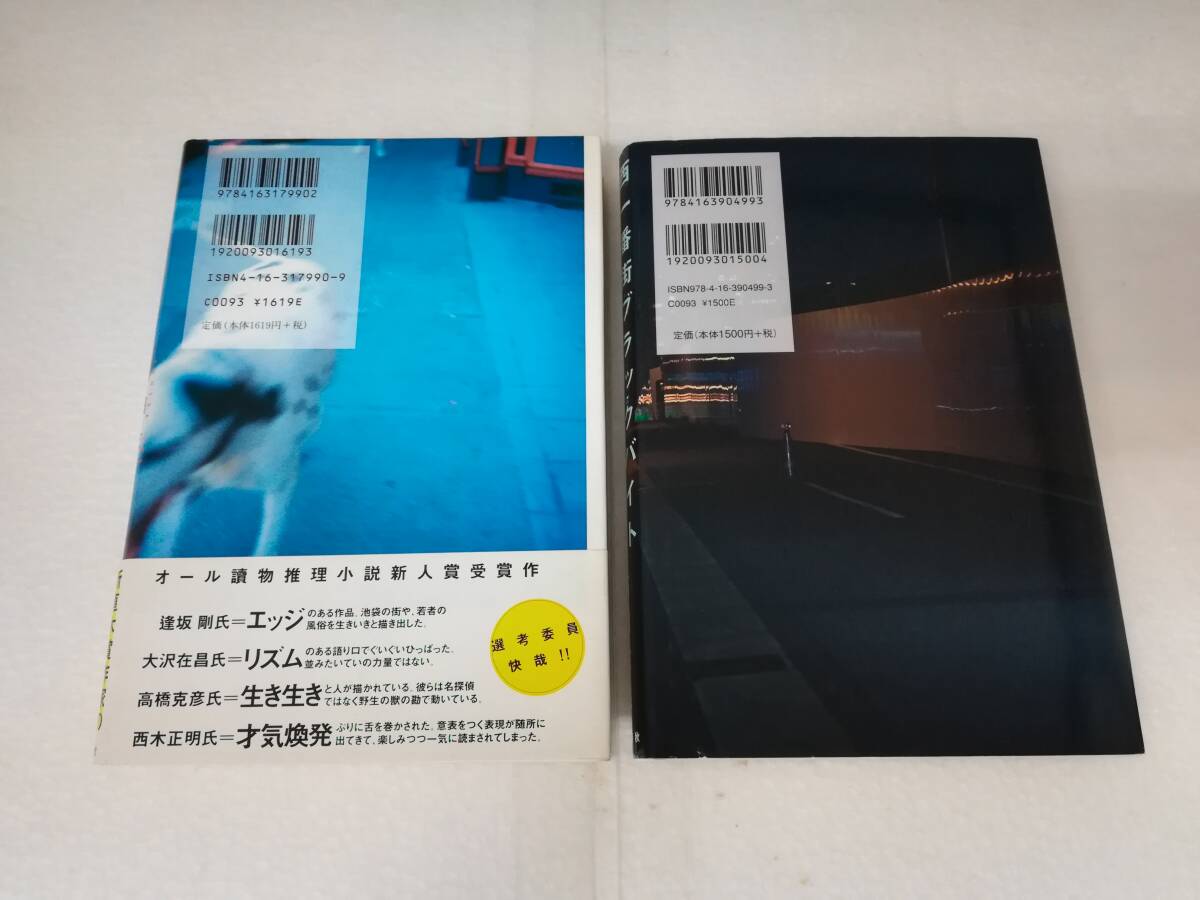 9784163179902
1920093016193
ISBN4-16-317990-9
C0093 ¥1619E
定価(本体1619円+税)
オール讀物推理小説新人賞受賞作
逢坂 剛氏=エッジのある作品。池袋の街や、若者の
風俗を生きいきと描き出した。
大沢在昌氏=リズムのある語り口でぐいぐいひっぱった。
並みたいていの力量ではない。
高橋克彦氏=生き生きと人が描かれている。彼らは名探偵
ではなく野生の獣の勘で動いている。
西木正明氏=才気煥発ぶりに舌を巻かされた。意表をつく表現が随所に
出てきて、楽しみつつ一気に読まされてしまった。
選考委員
快哉!!
西一番街ブラックバイト
9784163904993
1920093015004
ISBN978-4-16-390499-3
C0093 ¥1500E
定価(本体1500円+税)